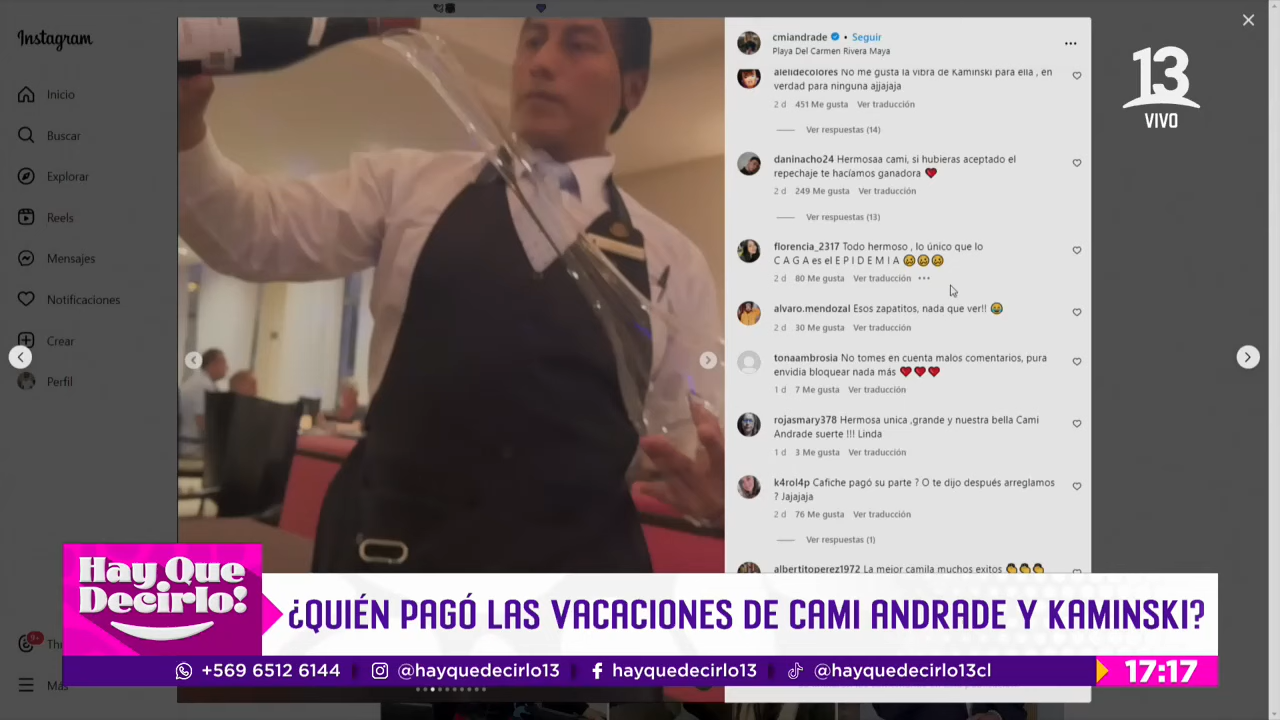 Instagram
Inicio
Buscar
Explorar
Reels
Mensajes
Notificaciones
Crear
Perfil
9+
Más
cmiandrade • Seguir
Playa Del Carmen Rivera Maya
alelidecolores No me gusta la vibra de Kaminski para ella , en
verdad para ninguna ajjajaja
2 d 451 Me gusta Ver traducción
Ver respuestas (14)
daninacho24 Hermosaa cami, si hubieras aceptado el
repechaje te hacíamos ganadora ❤️
2 d 249 Me gusta Ver traducción
Ver respuestas (13)
florencia_2317 Todo hermoso , lo único que lo
C A G A es el E P I D E M I A
2 d 80 Me gusta Ver traducción
alvaro.mendozal Esos zapatitos, nada que ver!!
2 d 30 Me gusta Ver traducción
tonaambrosia No tomes en cuenta malos comentarios, pura
envidia bloquear nada más ❤️❤️❤️
1 d 7 Me gusta Ver traducción
rojasmary378 Hermosa unica ,grande y nuestra bella Cami
Andrade suerte !!! Linda
1 d 3 Me gusta Ver traducción
k4rol4p Cafiche pagó su parte ? O te dijo después arreglamos
? Jajajaja
2 d 76 Me gusta Ver traducción
Ver respuestas (1)
albertitoperez1972 La mejor camila muchos exitos
13
VIVO
Hay Que
Decirlo!
¿QUIÉN PAGÓ LAS VACACIONES DE CAMI ANDRADE Y KAMINSKI?
+569 6512 6144 @hayquedecirlo13 hayquedecirlo13 @hayquedecirlo13cl 17:17